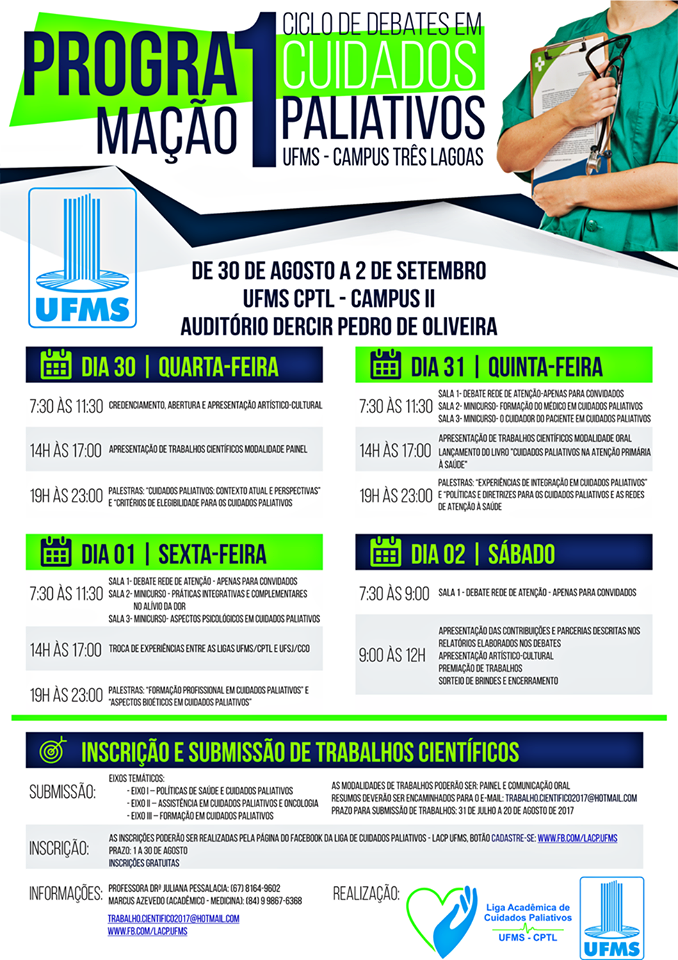 PROGRA
MAÇÃO
1
CICLO DE DEBATES EM
CUIDADOS
PALIATIVOS
UFMS - CAMPUS TRÊS LAGOAS
UFMS
DE 30 DE AGOSTO A 2 DE SETEMBRO
UFMS CPTL - CAMPUS II
AUDITÓRIO DERCIR PEDRO DE OLIVEIRA
DIA 30 | QUARTA-FEIRA
7:30 ÀS 11:30 CREDENCIAMENTO, ABERTURA E APRESENTAÇÃO ARTÍSTICO-CULTURAL
14H ÀS 17:00 APRESENTAÇÃO DE TRABALHOS CIENTÍFICOS MODALIDADE PAINEL
19H ÀS 23:00 PALESTRAS: "CUIDADOS PALIATIVOS: CONTEXTO ATUAL E PERSPECTIVAS"
E "CRITÉRIOS DE ELEGIBILIDADE PARA OS CUIDADOS PALIATIVOS
DIA 31 | QUINTA-FEIRA
7:30 ÀS 11:30
SALA 1- DEBATE REDE DE ATENÇÃO-APENAS PARA CONVIDADOS
SALA 2- MINICURSO- FORMAÇÃO DO MÉDICO EM CUIDADOS PALIATIVOS
SALA 3- MINICURSO- O CUIDADOR DO PACIENTE EM CUIDADOS PALIATIVOS
14H ÀS 17:00
APRESENTAÇÃO DE TRABALHOS CIENTÍFICOS MODALIDADE ORAL
LANÇAMENTO DO LIVRO "CUIDADOS PALIATIVOS NA ATENÇÃO PRIMÁRIA
À SAÚDE"
19H ÀS 23:00
PALESTRAS: "EXPERIÊNCIAS DE INTEGRAÇÃO EM CUIDADOS PALIATIVOS"
E "POLÍTICAS E DIRETRIZES PARA OS CUIDADOS PALIATIVOS E AS REDES
DE ATENÇÃO À SAÚDE
DIA 01 | SEXTA-FEIRA
7:30 ÀS 11:30
SALA 1- DEBATE REDE DE ATENÇÃO - APENAS PARA CONVIDADOS
SALA 2- MINICURSO - PRÁTICAS INTEGRATIVAS E COMPLEMENTARES
NO ALÍVIO DA DOR
SALA 3- MINICURSO- ASPECTOS PSICOLÓGICOS EM CUIDADOS PALIATIVOS
14H ÀS 17:00 TROCA DE EXPERIÊNCIAS ENTRE AS LIGAS UFMS/CPTL E UFSJ/CCO
19H ÀS 23:00 PALESTRAS: "FORMAÇÃO PROFISSIONAL EM CUIDADOS PALIATIVOS" E
"ASPECTOS BIOÉTICOS EM CUIDADOS PALIATIVOS"
DIA 02 | SÁBADO
7:30 ÀS 9:00 SALA 1 - DEBATE REDE DE ATENÇÃO - APENAS PARA CONVIDADOS
9:00 ÀS 12H
APRESENTAÇÃO DAS CONTRIBUIÇÕES E PARCERIAS DESCRITAS NOS
RELATÓRIOS ELABORADOS NOS DEBATES
APRESENTAÇÃO ARTÍSTICO-CULTURAL
PREMIAÇÃO DE TRABALHOS
SORTEIO DE BRINDES E ENCERRAMENTO
INSCRIÇÃO E SUBMISSÃO DE TRABALHOS CIENTÍFICOS
SUBMISSÃO:
EIXOS TEMÁTICOS:
- EIXO I – POLÍTICAS DE SAÚDE E CUIDADOS PALIATIVOS
- EIXO II – ASSISTÊNCIA EM CUIDADOS PALIATIVOS E ONCOLOGIA
- EIXO III – FORMAÇÃO EM CUIDADOS PALIATIVOS
AS MODALIDADES DE TRABALHOS PODERÃO SER: PAINEL E COMUNICAÇÃO ORAL
RESUMOS DEVERÃO SER ENCAMINHADOS PARA O E-MAIL: TRABALHO.CIENTIFICO2017@HOTMAIL.COM
PRAZO PARA SUBMISSÃO DE TRABALHOS: 31 DE JULHO A 20 DE AGOSTO DE 2017
INSCRIÇÃO:
AS INSCRIÇÕES PODERÃO SER REALIZADAS PELA PÁGINA DO FACEBOOK DA LIGA DE CUIDADOS PALIATIVOS - LACP UFMS, BOTÃO CADASTRE-SE: WWW.FB.COM/LACP.UFMS
PRAZO: 1 A 30 DE AGOSTO
INSCRIÇÕES GRATUITAS
INFORMAÇÕES:
PROFESSORA DRª JULIANA PESSALACIA: (67) 8164-9602
MARCUS AZEVEDO (ACADÊMICO - MEDICINA): (84) 9 9867-6368
TRABALHO.CIENTIFICO2017@HOTMAIL.COM
WWW.FB.COM/LACP.UFMS
REALIZAÇÃO:
Liga Acadêmica de
Cuidados Paliativos
UFMS - CPTL
UFMS